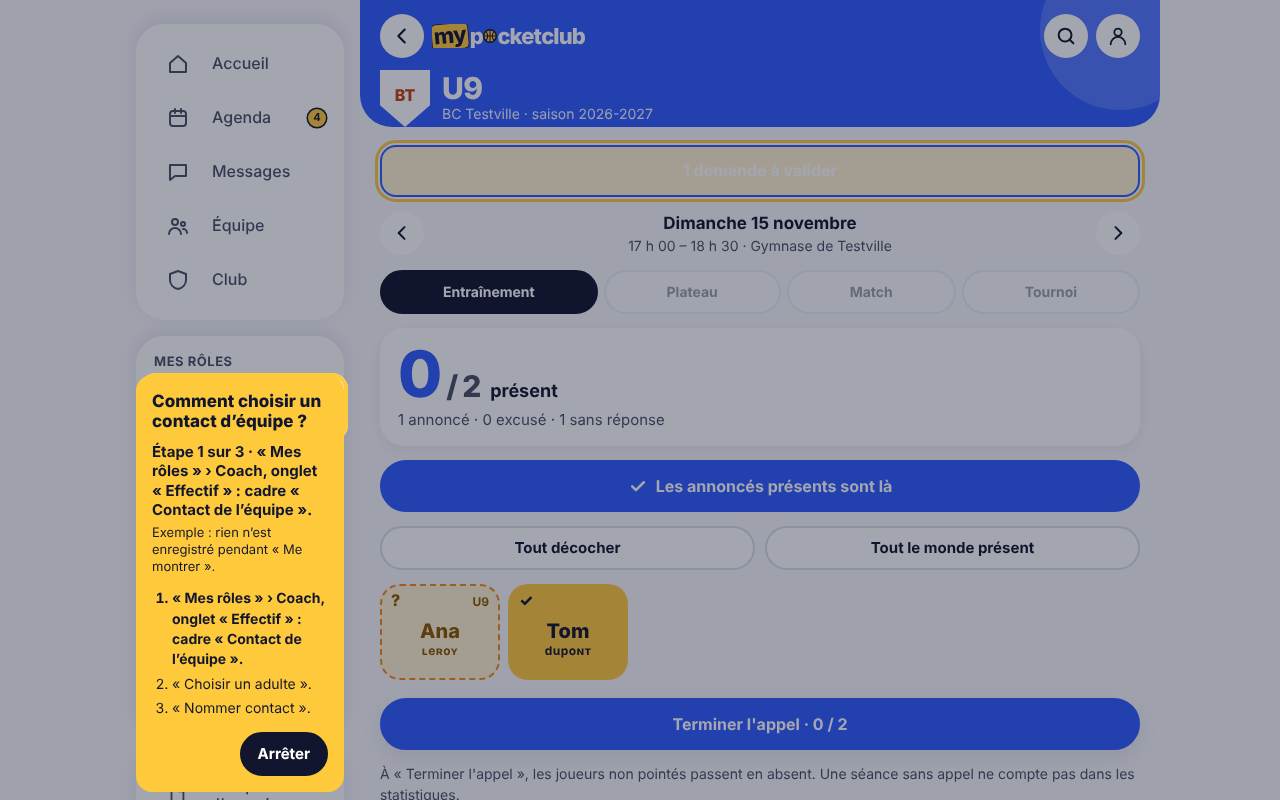 Accueil
Agenda
4
Messages
Équipe
Club
MES RÔLES
Comment choisir un
contact d’équipe ?
Étape 1 sur 3 · « Mes
rôles » › Coach, onglet
« Effectif » : cadre «
Contact de l’équipe ».
Exemple : rien n’est
enregistré pendant « Me
montrer ».
1. « Mes rôles » › Coach,
onglet « Effectif » :
cadre « Contact de
l’équipe ».
2. « Choisir un adulte ».
3. « Nommer contact ».
Arrêter
mypocketclub
BT
U9
BC Testville · saison 2026-2027
1 demande à valider
Dimanche 15 novembre
17 h 00 – 18 h 30 · Gymnase de Testville
Entraînement
Plateau
Match
Tournoi
0 / 2 présent
1 annoncé · 0 excusé · 1 sans réponse
Les annoncés présents sont là
Tout décocher
Tout le monde présent
? U9
Ana
LEROY
Tom
DUPONT
Terminer l'appel · 0 / 2
À « Terminer l'appel », les joueurs non pointés passent en absent. Une séance sans appel ne compte pas dans les
statistiques.